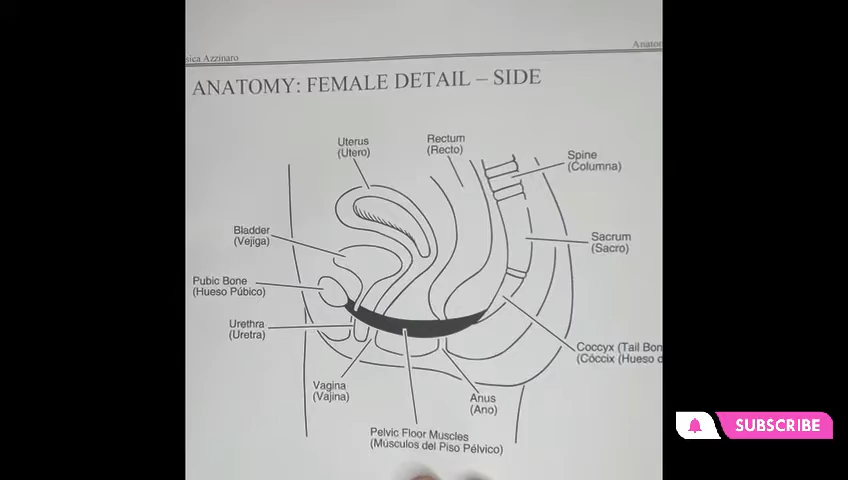 sica Azzinaro
Anator
ANATOMY: FEMALE DETAIL – SIDE
Uterus
(Utero)
Rectum
(Recto)
Spine
(Columna)
Bladder
(Vejiga)
Sacrum
(Sacro)
Pubic Bone
(Hueso Púbico)
Urethra
(Uretra)
Coccyx (Tail Bon
(Cóccix (Hueso d
Vagina
(Vajina)
Anus
(Ano)
Pelvic Floor Muscles
(Músculos del Piso Pélvico)
SUBSCRIBE